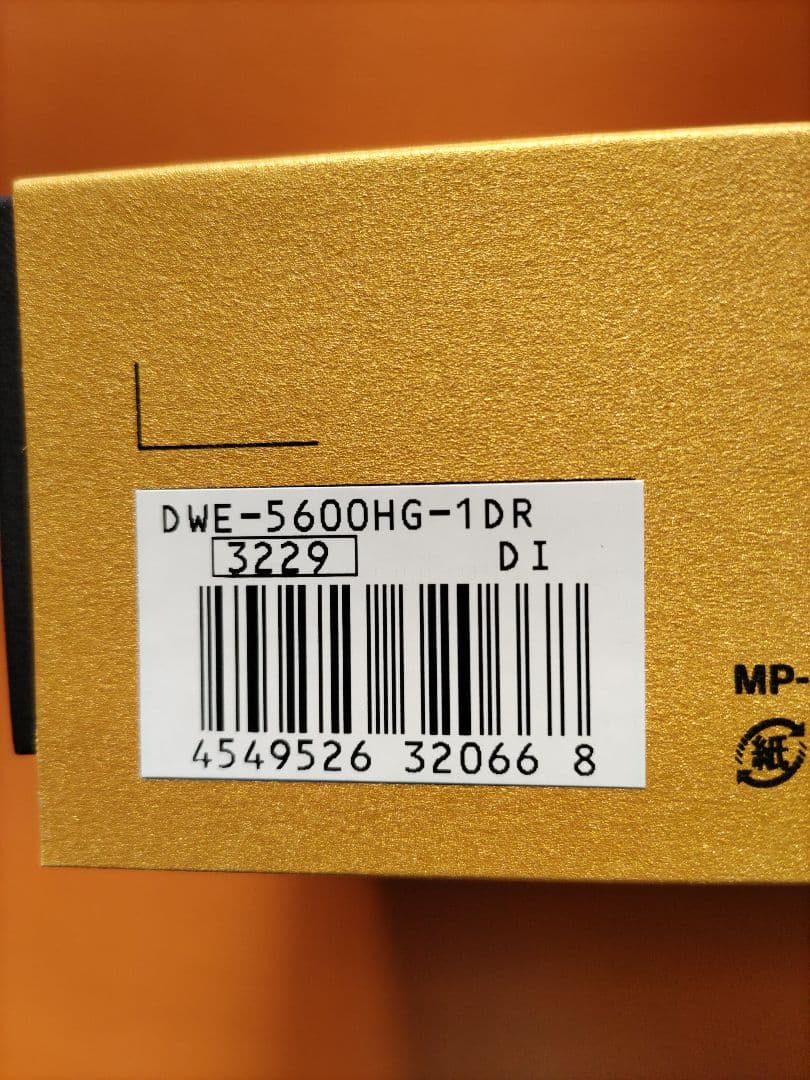 DWE-5600HG-1DR
3229 DI
4549526 32066 8
MP-
紙